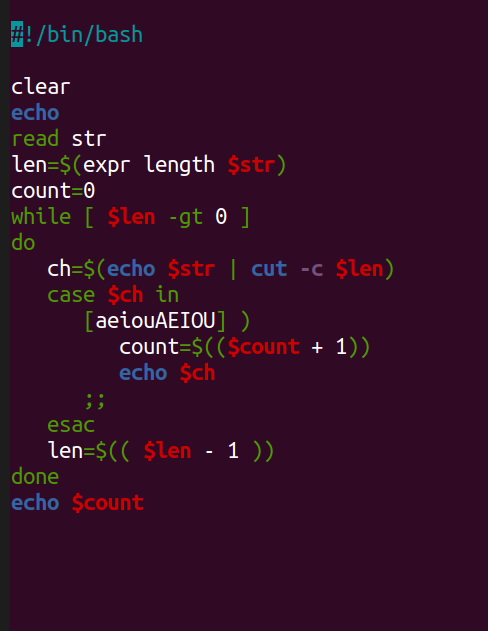 #!/bin/bash

clear
echo
read str
len=$(expr length $str)
count=0
while [ $len -gt 0 ]
do
   ch=$(echo $str | cut -c $len)
   case $ch in
      [aeiouAEIOU] )
         count=$(($count + 1))
         echo $ch
      ;;
   esac
   len=$(( $len - 1 ))
done
echo $count